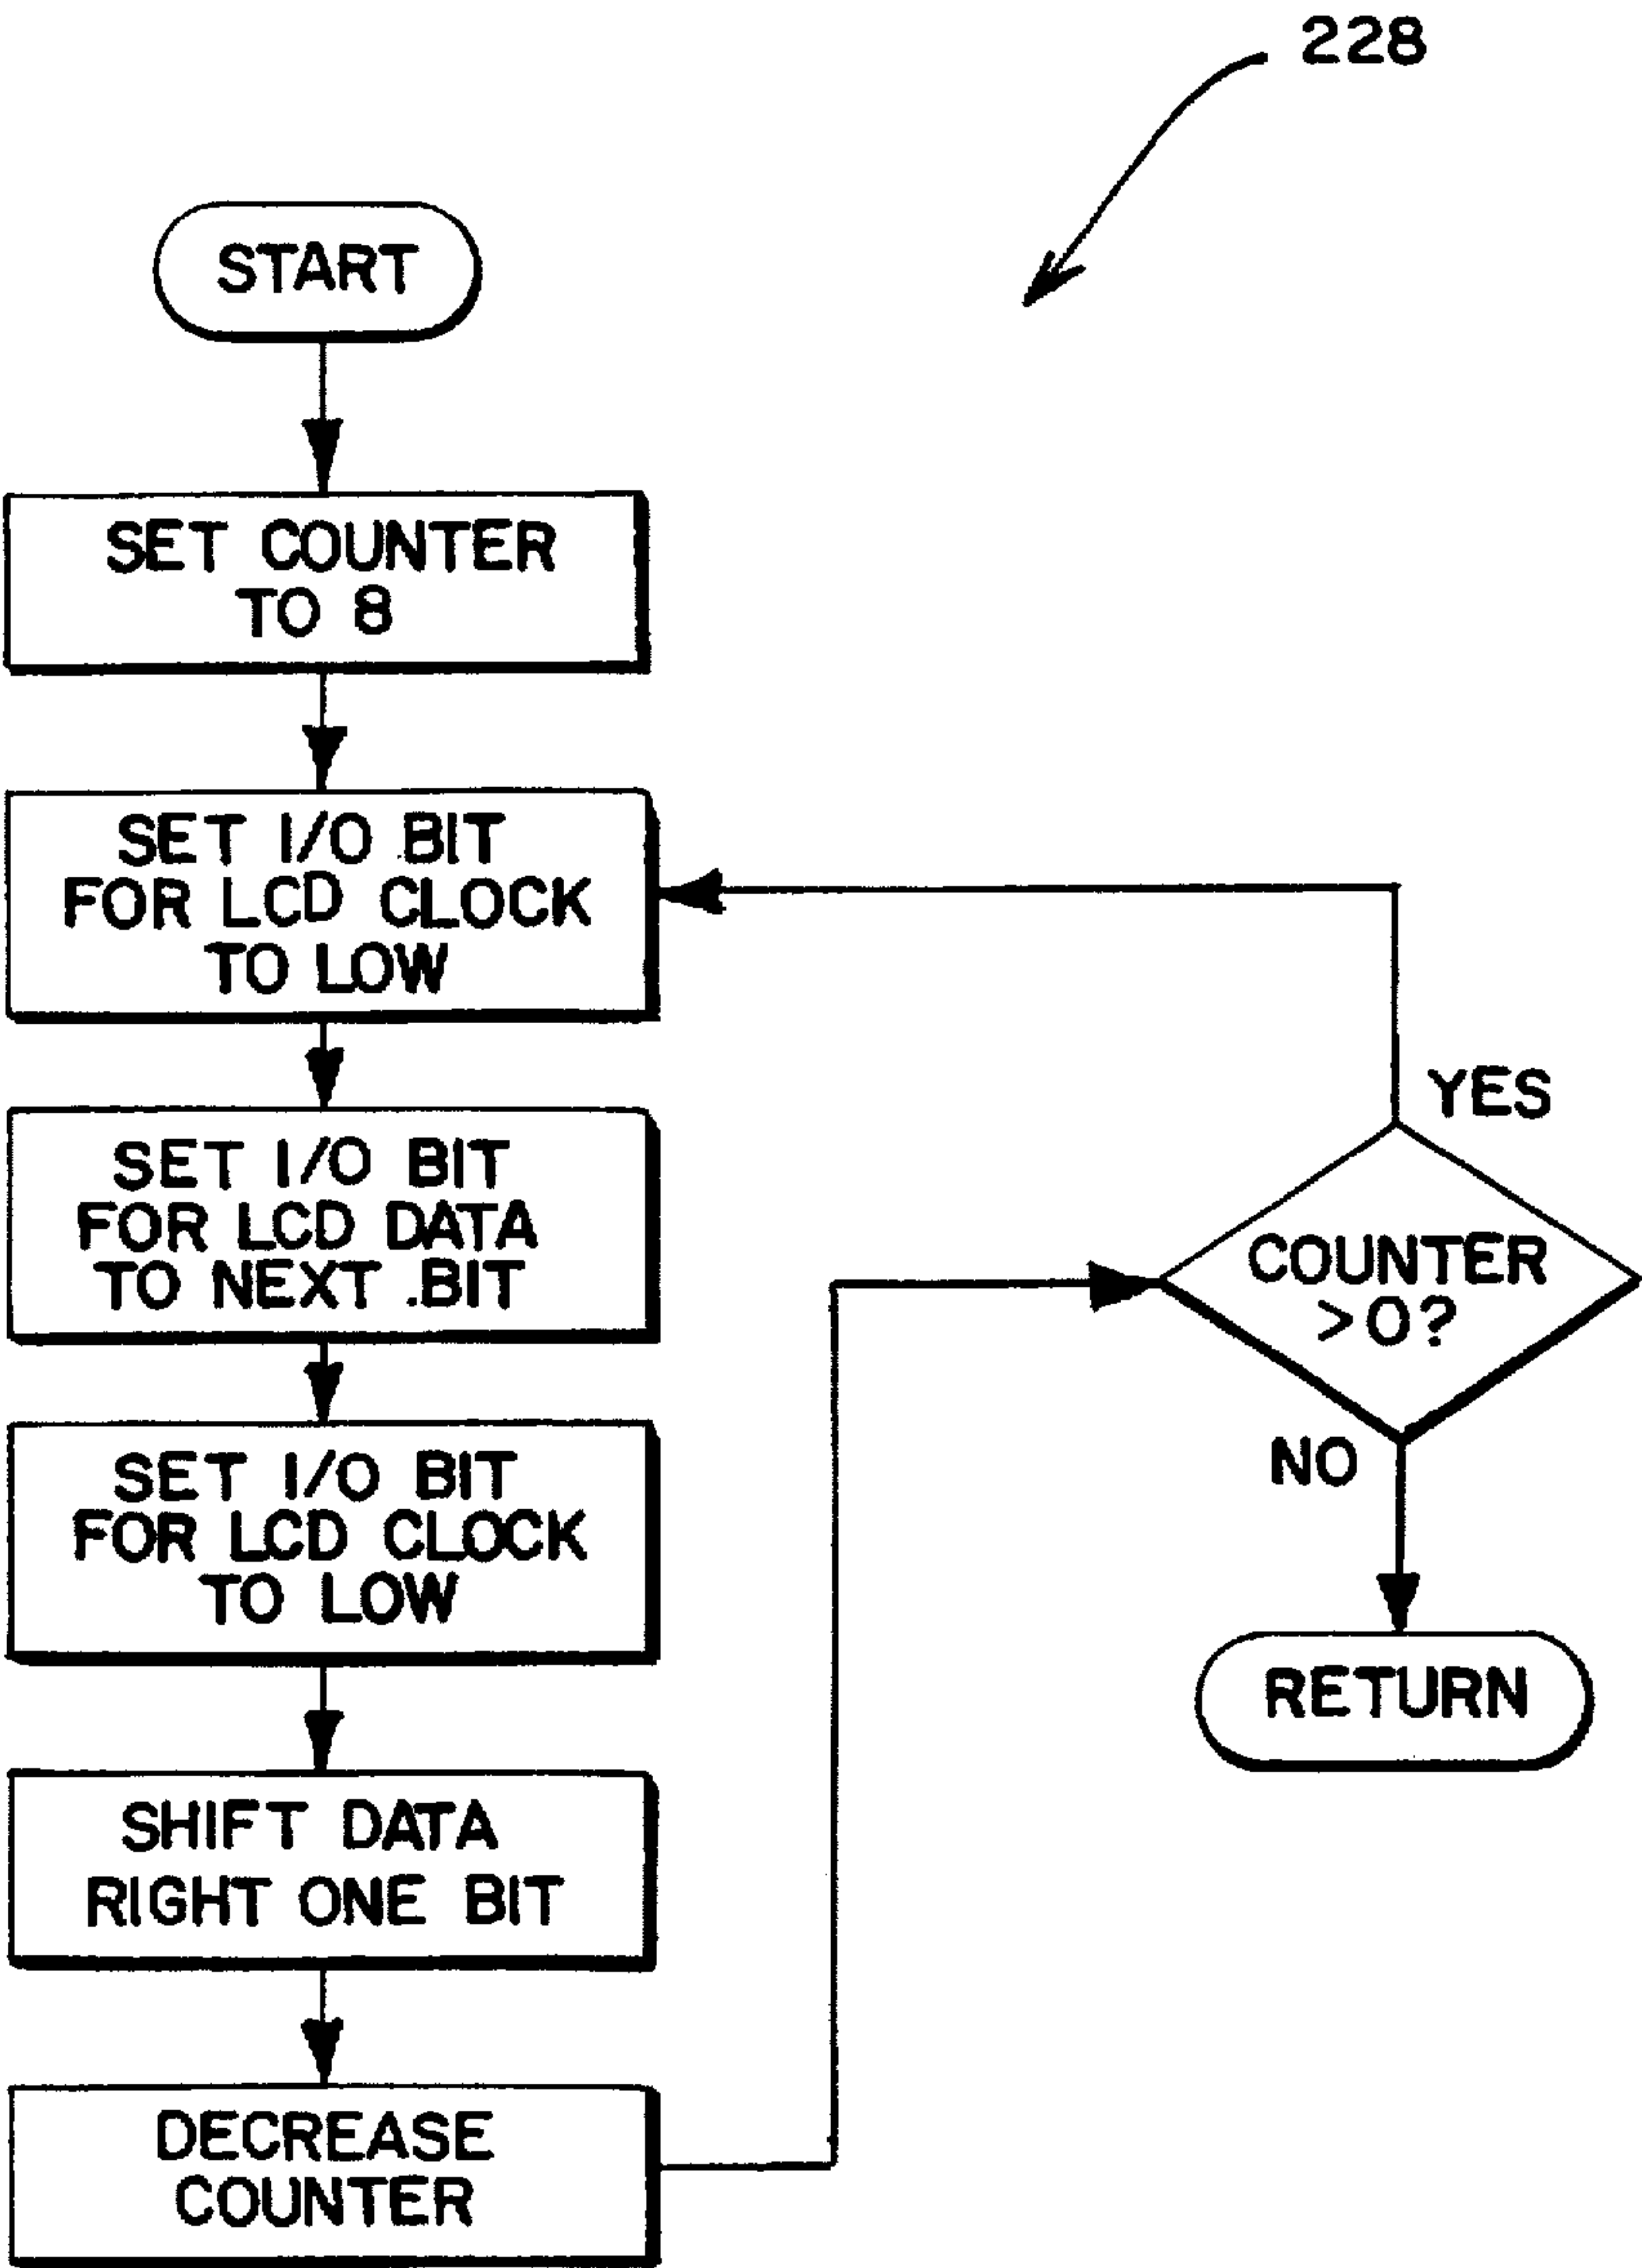 228
START
SET COUNTER
TO 8
SET I/O BIT
FOR LCD CLOCK
TO LOW
SET I/O BIT
FOR LCD DATA
TO NEXT .BIT
SET I/O BIT
FOR LCD CLOCK
TO LOW
SHIFT DATA
RIGHT ONE BIT
DECREASE
COUNTER
YES
COUNTER
>0?
NO
RETURN